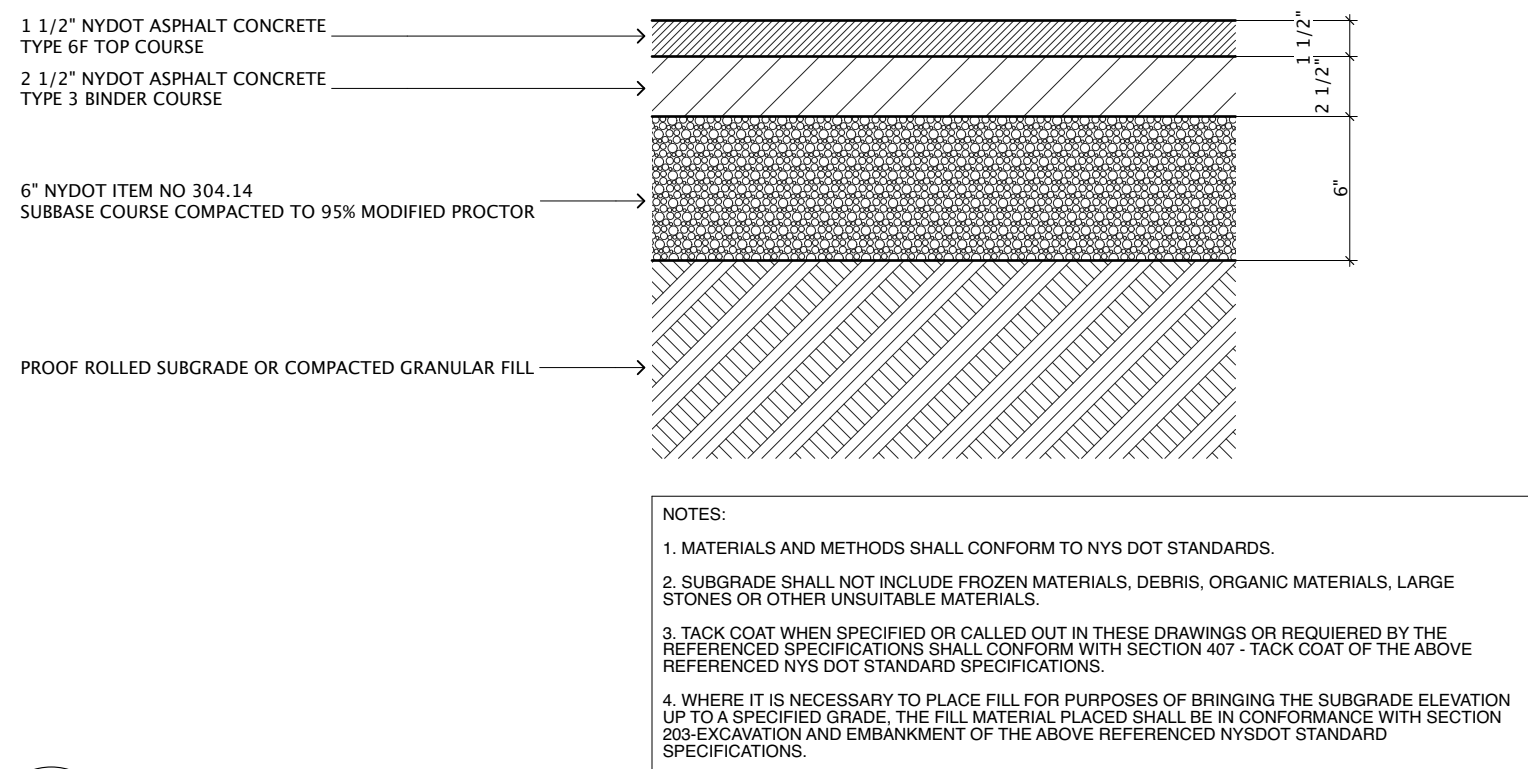 1 1/2" NYDOT ASPHALT CONCRETE
TYPE 6F TOP COURSE
2 1/2" NYDOT ASPHALT CONCRETE
TYPE 3 BINDER COURSE
6" NYDOT ITEM NO 304.14
SUBBASE COURSE COMPACTED TO 95% MODIFIED PROCTOR
PROOF ROLLED SUBGRADE OR COMPACTED GRANULAR FILL
1 1/2"
2 1/2"
6"
NOTES:
1. MATERIALS AND METHODS SHALL CONFORM TO NYS DOT STANDARDS.
2. SUBGRADE SHALL NOT INCLUDE FROZEN MATERIALS, DEBRIS, ORGANIC MATERIALS, LARGE
STONES OR OTHER UNSUITABLE MATERIALS.
3. TACK COAT WHEN SPECIFIED OR CALLED OUT IN THESE DRAWINGS OR REQUIERED BY THE
REFERENCED SPECIFICATIONS SHALL CONFORM WITH SECTION 407 - TACK COAT OF THE ABOVE
REFERENCED NYS DOT STANDARD SPECIFICATIONS.
4. WHERE IT IS NECESSARY TO PLACE FILL FOR PURPOSES OF BRINGING THE SUBGRADE ELEVATION
UP TO A SPECIFIED GRADE, THE FILL MATERIAL PLACED SHALL BE IN CONFORMANCE WITH SECTION
203-EXCAVATION AND EMBANKMENT OF THE ABOVE REFERENCED NYSDOT STANDARD
SPECIFICATIONS.